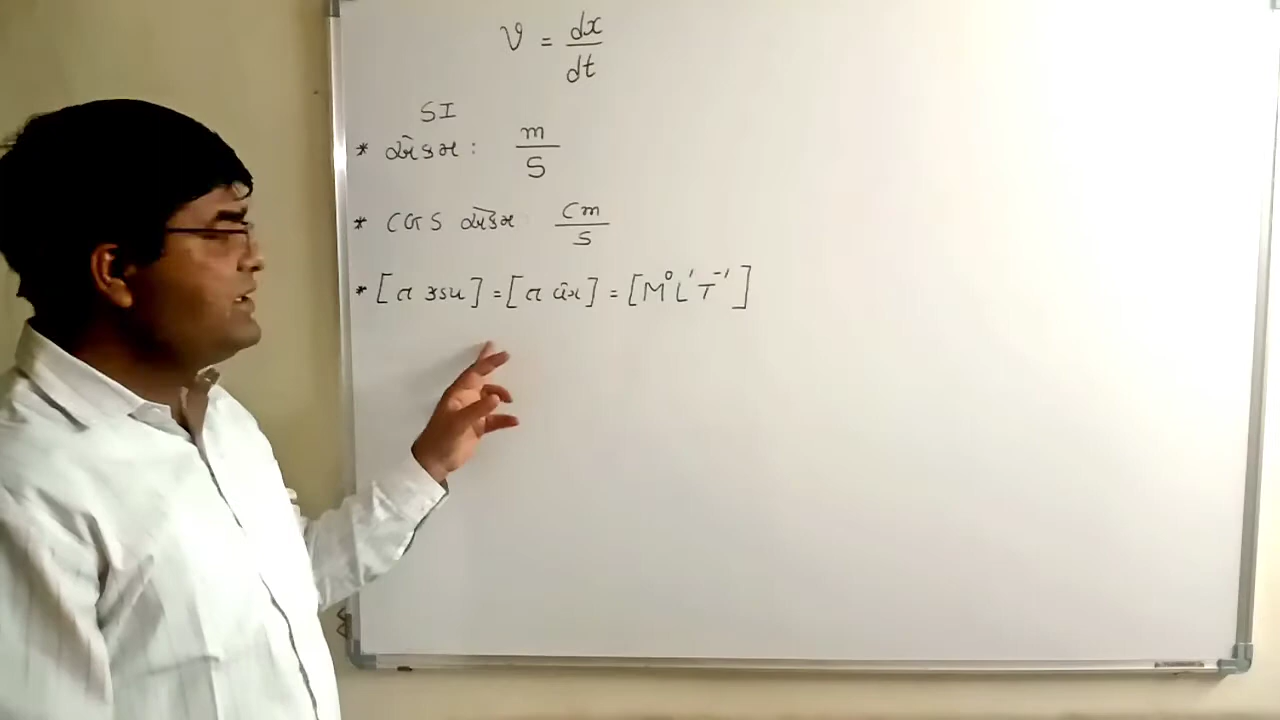 v = dx/dt
SI
* એકમ : m/s
* CGS એકમ cm/s
* [ત ઝડપ] = [ત વેગ] = [M⁰L¹T⁻¹]